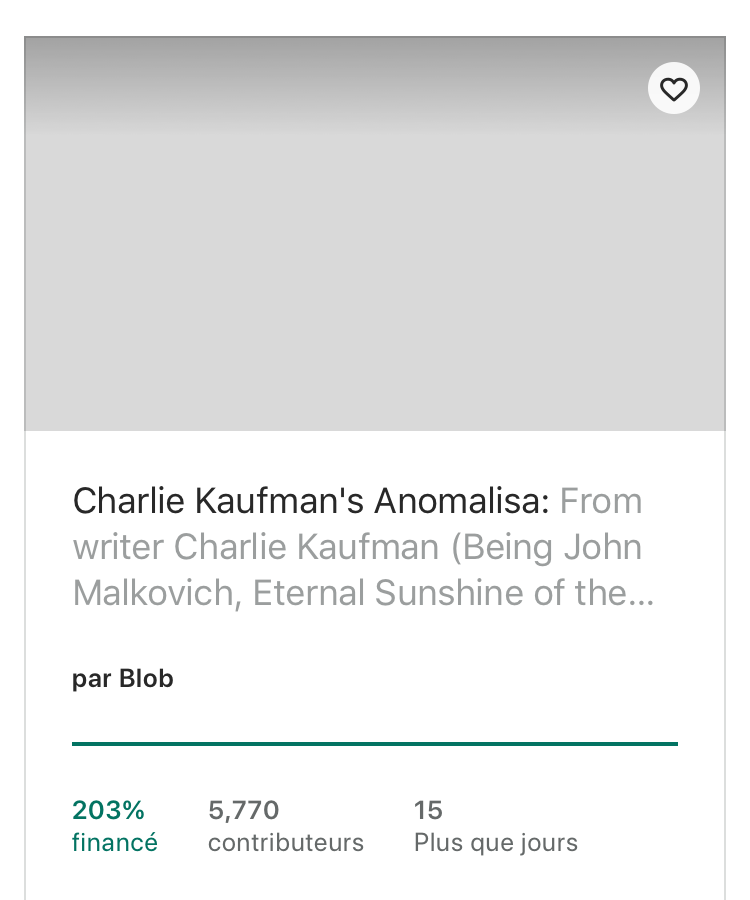 Charlie Kaufman's Anomalisa: From
writer Charlie Kaufman (Being John
Malkovich, Eternal Sunshine of the...
par Blob
203%
financé
5,770
contributeurs
15
Plus que jours